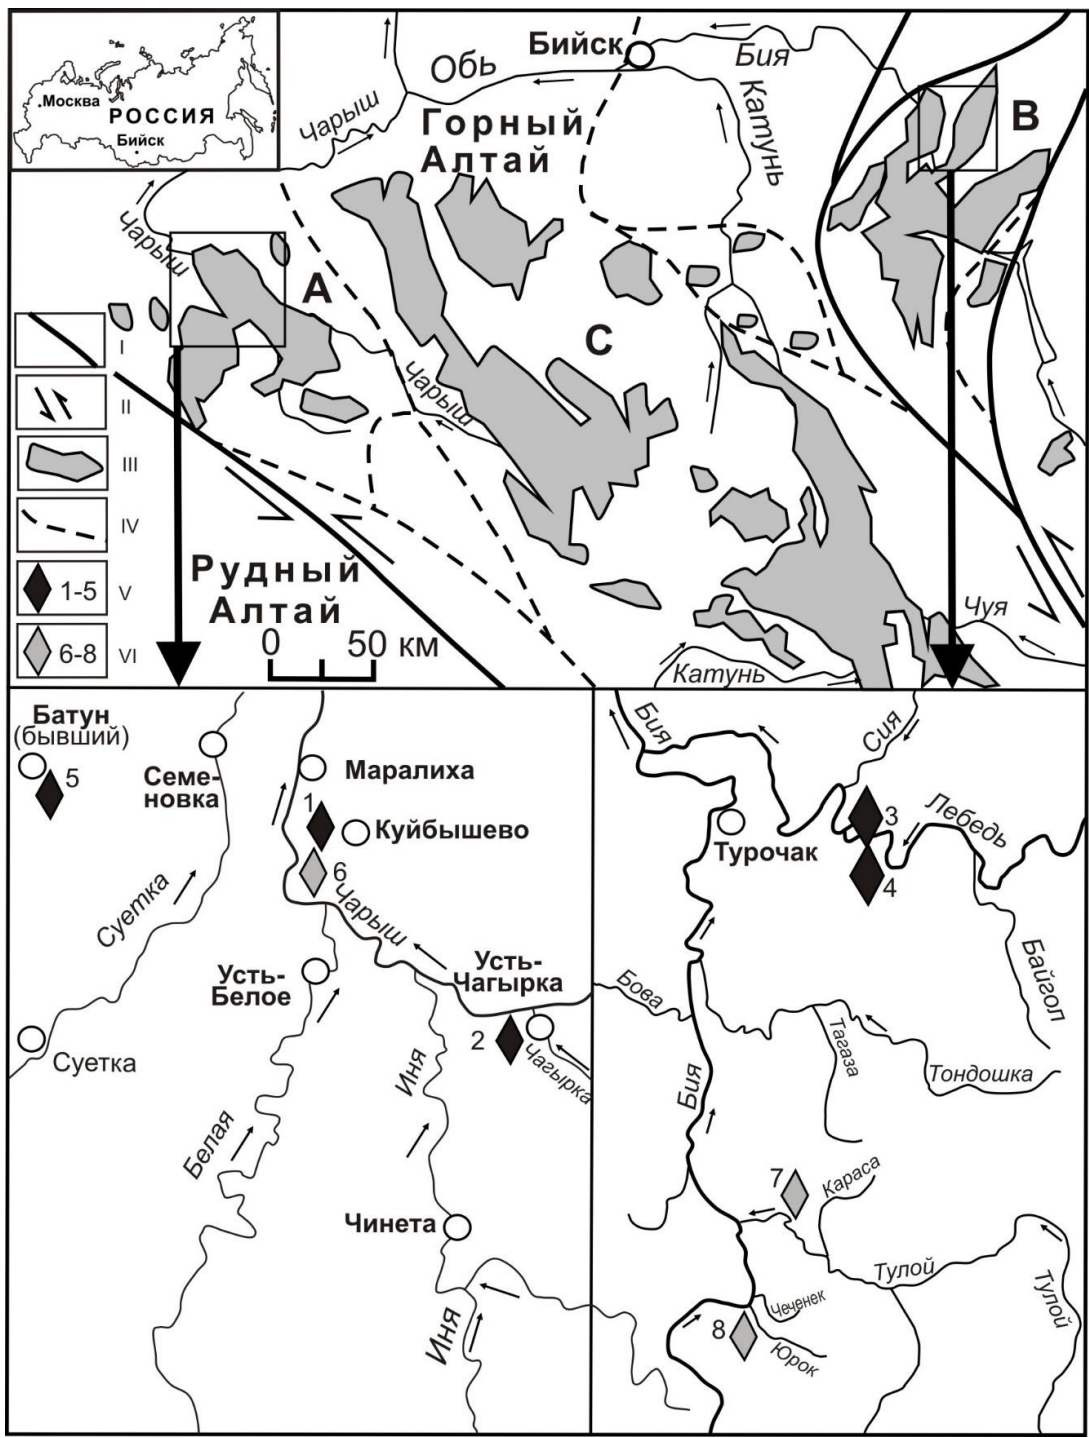 Москва
РОССИЯ
Бийск
Обь
Бийск
Бия
Чарыш
Горный
Алтай
Катунь
В
Чарыш
А
С
Чарыш
I
II
III
IV
1-5
V
6-8
VI
Рудный
Алтай
0
50 км
Чуя
Катунь
Батун
(бывший)
5
Семе-
новка
Маралиха
1
Куйбышево
6
Чарыш
Суетка
Усть-
Белое
Усть-
Чагырка
2
Чагырка
Суетка
Белая
Иня
Чинета
Иня
Бия
Сия
3
Лебедь
Турочак
4
Байгол
Бова
Тагаза
Тондошка
Бия
7
Караса
Тулой
Тулой
Чеченек
8
Юрок